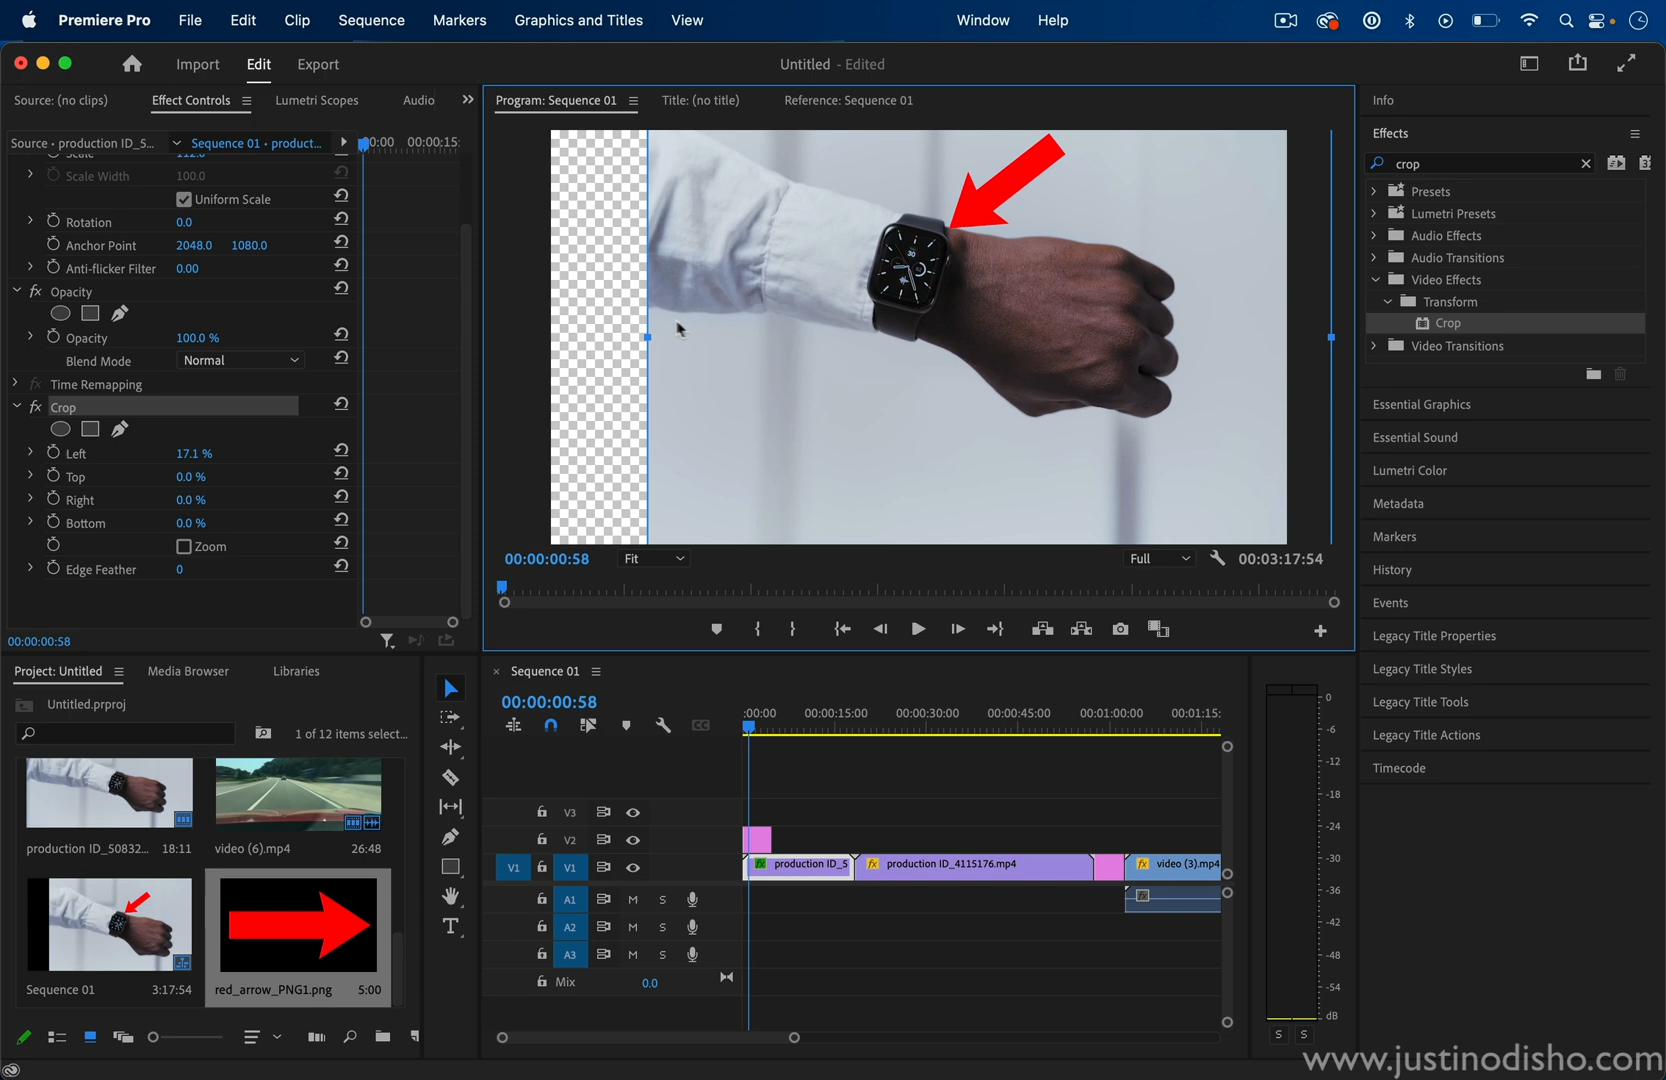 Premiere Pro File Edit Clip Sequence Markers Graphics and Titles View Window Help
Import Edit Export Untitled - Edited
Source: (no clips) Effect Controls Lumetri Scopes Audio
Source • production ID_5... Sequence 01 • product... 00:00 00:00:15:
Scale 112.0
Scale Width 100.0
Uniform Scale
Rotation 0.0
Anchor Point 2048.0 1080.0
Anti-flicker Filter 0.00
fx Opacity
Opacity 100.0 %
Blend Mode Normal
fx Time Remapping
fx Crop
Left 17.1 %
Top 0.0 %
Right 0.0 %
Bottom 0.0 %
Zoom
Edge Feather 0
00:00:00:58
Program: Sequence 01 Title: (no title) Reference: Sequence 01
30
00:00:00:58 Fit Full 00:03:17:54
Info
Effects
crop
Presets
Lumetri Presets
Audio Effects
Audio Transitions
Video Effects
Transform
Crop
Video Transitions
Essential Graphics
Essential Sound
Lumetri Color
Metadata
Markers
History
Events
Legacy Title Properties
Legacy Title Styles
Legacy Title Tools
Legacy Title Actions
Timecode
Project: Untitled Media Browser Libraries
Untitled.prproj
1 of 12 items select...
production ID_50832... 18:11 video (6).mp4 26:48
Sequence 01 3:17:54 red_arrow_PNG1.png 5:00
Sequence 01
00:00:00:58
:00:00 00:00:15:00 00:00:30:00 00:00:45:00 00:01:00:00 00:01:15:
CC
V3
V2
V1 V1 fx production ID_5 fx production ID_4115176.mp4 fx video (3).mp4
A1 M S
A2 M S
A3 M S
Mix 0.0
0
-6
-12
-18
-24
-30
-36
-42
-48
-54
dB
S S
www.justinodisho.com